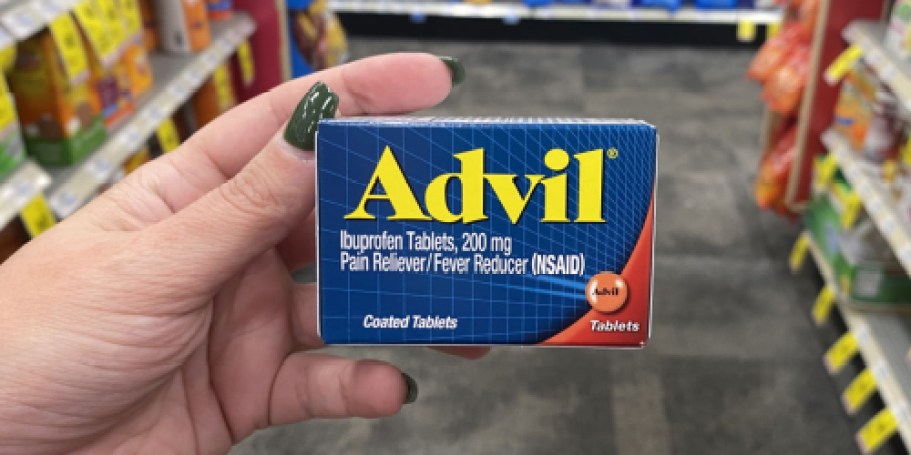 Advil®
Ibuprofen Tablets, 200 mg
Pain Reliever/Fever Reducer (NSAID)
Advil
Coated Tablets
Tablets